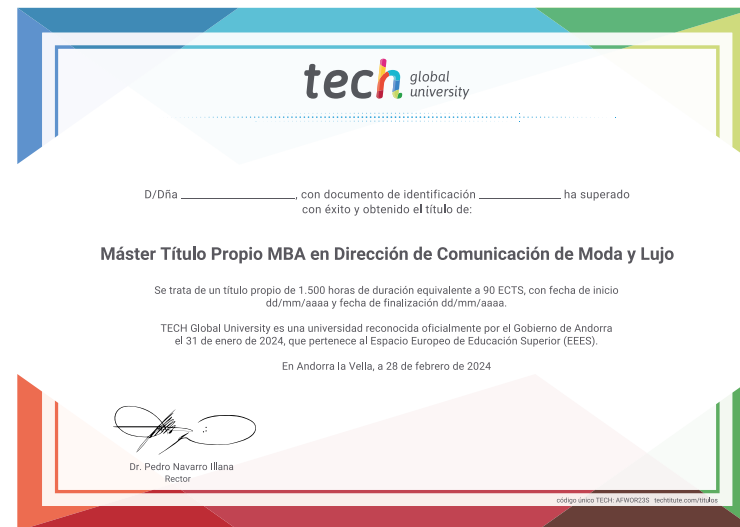 tech global
university
D/Dña ______________, con documento de identificación __________ ha superado
con éxito y obtenido el título de:
Máster Título Propio MBA en Dirección de Comunicación de Moda y Lujo
Se trata de un título propio de 1.500 horas de duración equivalente a 90 ECTS, con fecha de inicio
dd/mm/aaaa y fecha de finalización dd/mm/aaaa.
TECH Global University es una universidad reconocida oficialmente por el Gobierno de Andorra
el 31 de enero de 2024, que pertenece al Espacio Europeo de Educación Superior (EEES).
En Andorra la Vella, a 28 de febrero de 2024
Dr. Pedro Navarro Illana
Rector
código único TECH: AFWOR23S techtitute.com/titulos